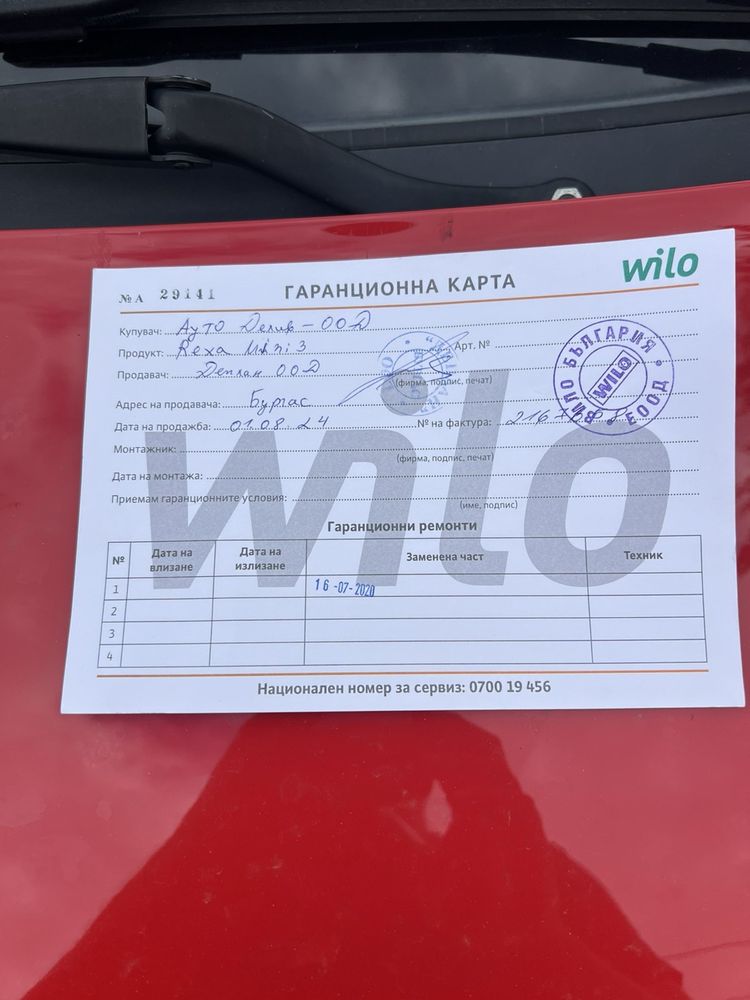 wilo
№ А 29141 ГАРАНЦИОННА КАРТА
Купувач: Ауто Делив - ООД
Продукт: Rexa Mini 3 Арт. №
Продавач: Деплан ООД
(фирма, подпис, печат)
Адрес на продавача: Бургас
Дата на продажба: 01.08.24 № на фактура:
Монтажник:
(фирма, подпис, печат)
Дата на монтажа:
Приемам гаранционните условия:
(име, подпис)
wilo
ВИЛО БЪЛГАРИЯ ЕООД
WILO
Гаранционни ремонти
№ Дата на влизане Дата на излизане Заменена част Техник
1 16-07-2020
2
3
4
Национален номер за сервиз: 0700 19 456